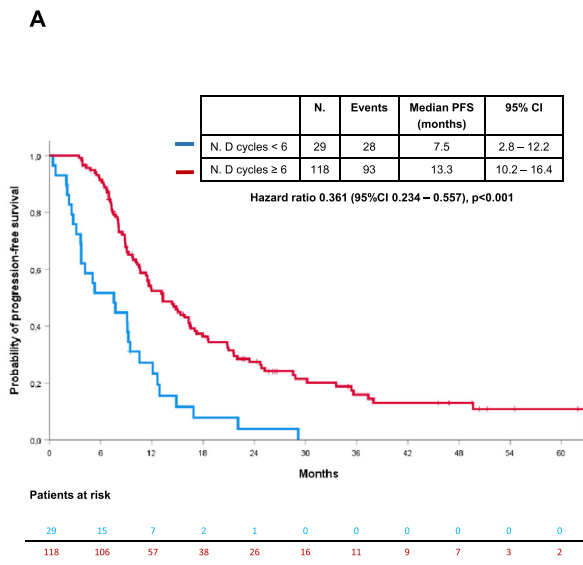 A
N. Events Median PFS (months) 95% CI
N. D cycles < 6 29 28 7.5 2.8 – 12.2
N. D cycles ≥ 6 118 93 13.3 10.2 – 16.4
Hazard ratio 0.361 (95%CI 0.234 – 0.557), p<0.001
Probability of progression-free survival
1,0
0,8
0,6
0,4
0,2
0,0
0 6 12 18 24 30 36 42 48 54 60
Months
Patients at risk
29 15 7 2 1 0 0 0 0 0 0
118 106 57 38 26 16 11 9 7 3 2